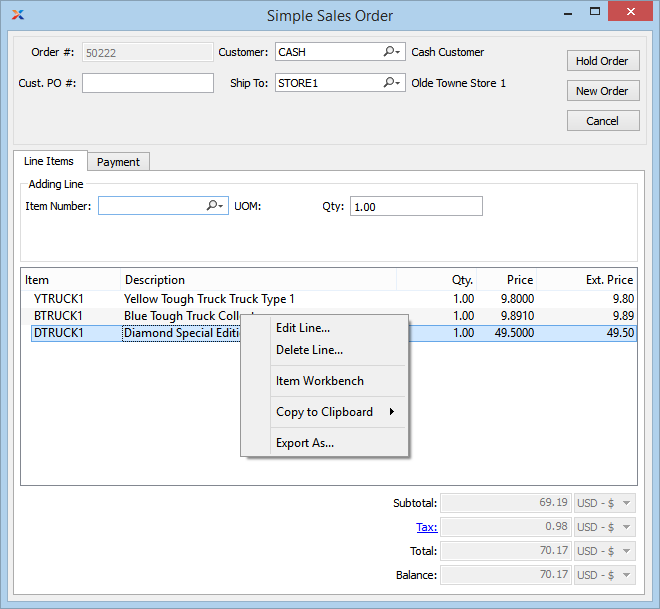 Simple Sales Order
Order #: 50222 Customer: CASH Cash Customer Hold Order
Cust. PO #: Ship To: STORE1 Olde Towne Store 1 New Order
Cancel
Line Items Payment
Adding Line
Item Number: UOM: Qty: 1.00
Item Description Qty. Price Ext. Price
YTRUCK1 Yellow Tough Truck Truck Type 1 1.00 9.8000 9.80
BTRUCK1 Blue Tough Truck 1.00 9.8910 9.89
DTRUCK1 Diamond Special 1.00 49.5000 49.50
Edit Line...
Delete Line...
Item Workbench
Copy to Clipboard
Export As...
Subtotal: 69.19 USD - $
Tax: 0.98 USD - $
Total: 70.17 USD - $
Balance: 70.17 USD - $